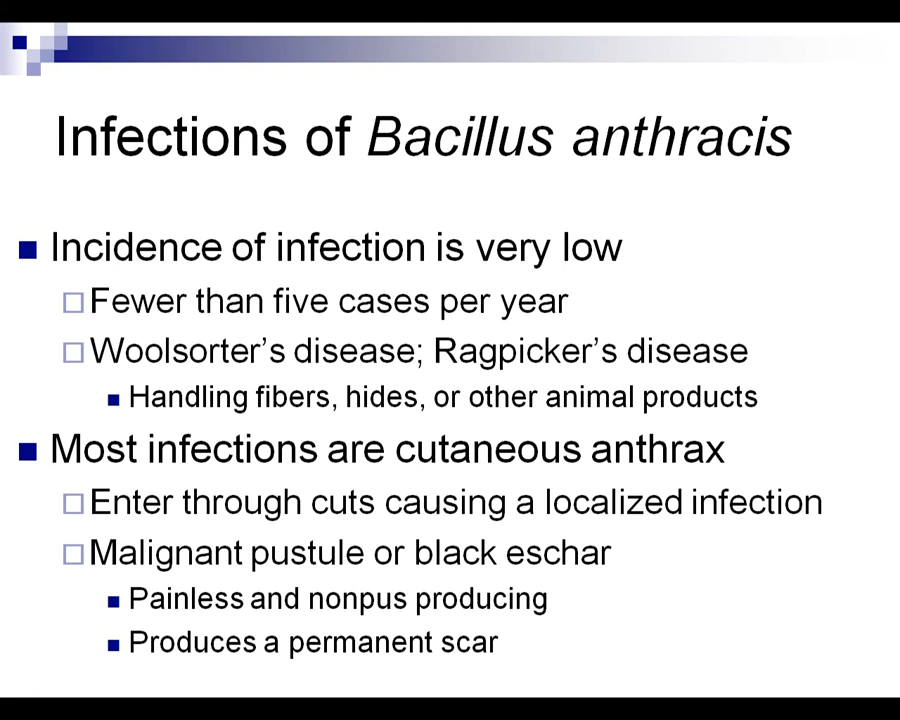 Infections of Bacillus anthracis
Incidence of infection is very low
Fewer than five cases per year
Woolsorter's disease; Ragpicker's disease
Handling fibers, hides, or other animal products
Most infections are cutaneous anthrax
Enter through cuts causing a localized infection
Malignant pustule or black eschar
Painless and nonpus producing
Produces a permanent scar